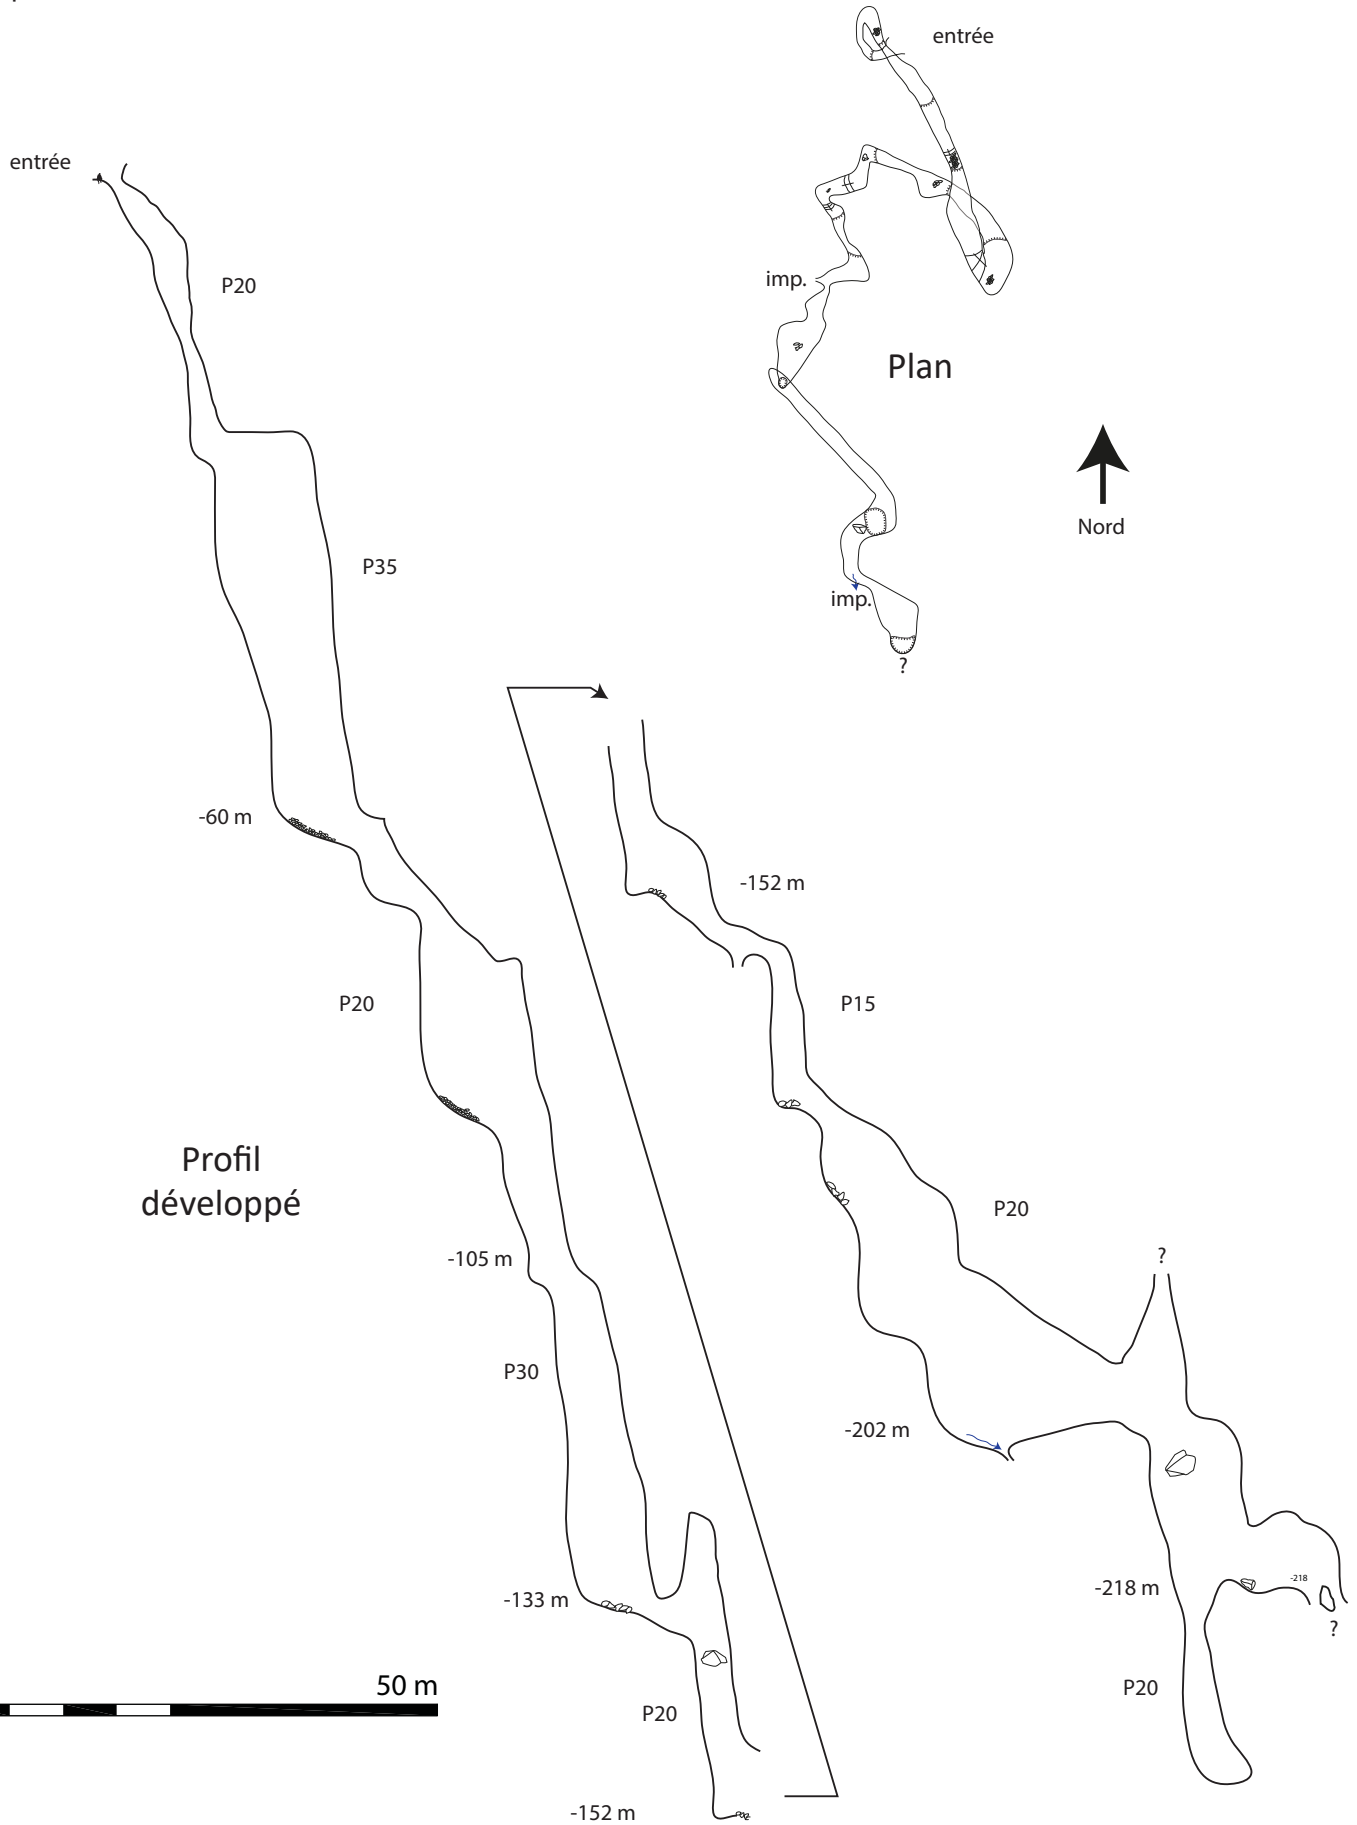 entrée
entrée
P20
imp.
Plan
Nord
P35
imp.
?
-60 m
-152 m
P20
P15
Profil
développé
P20
-105 m
?
P30
-202 m
-133 m
-218
-218 m
?
50 m
P20
P20
-152 m